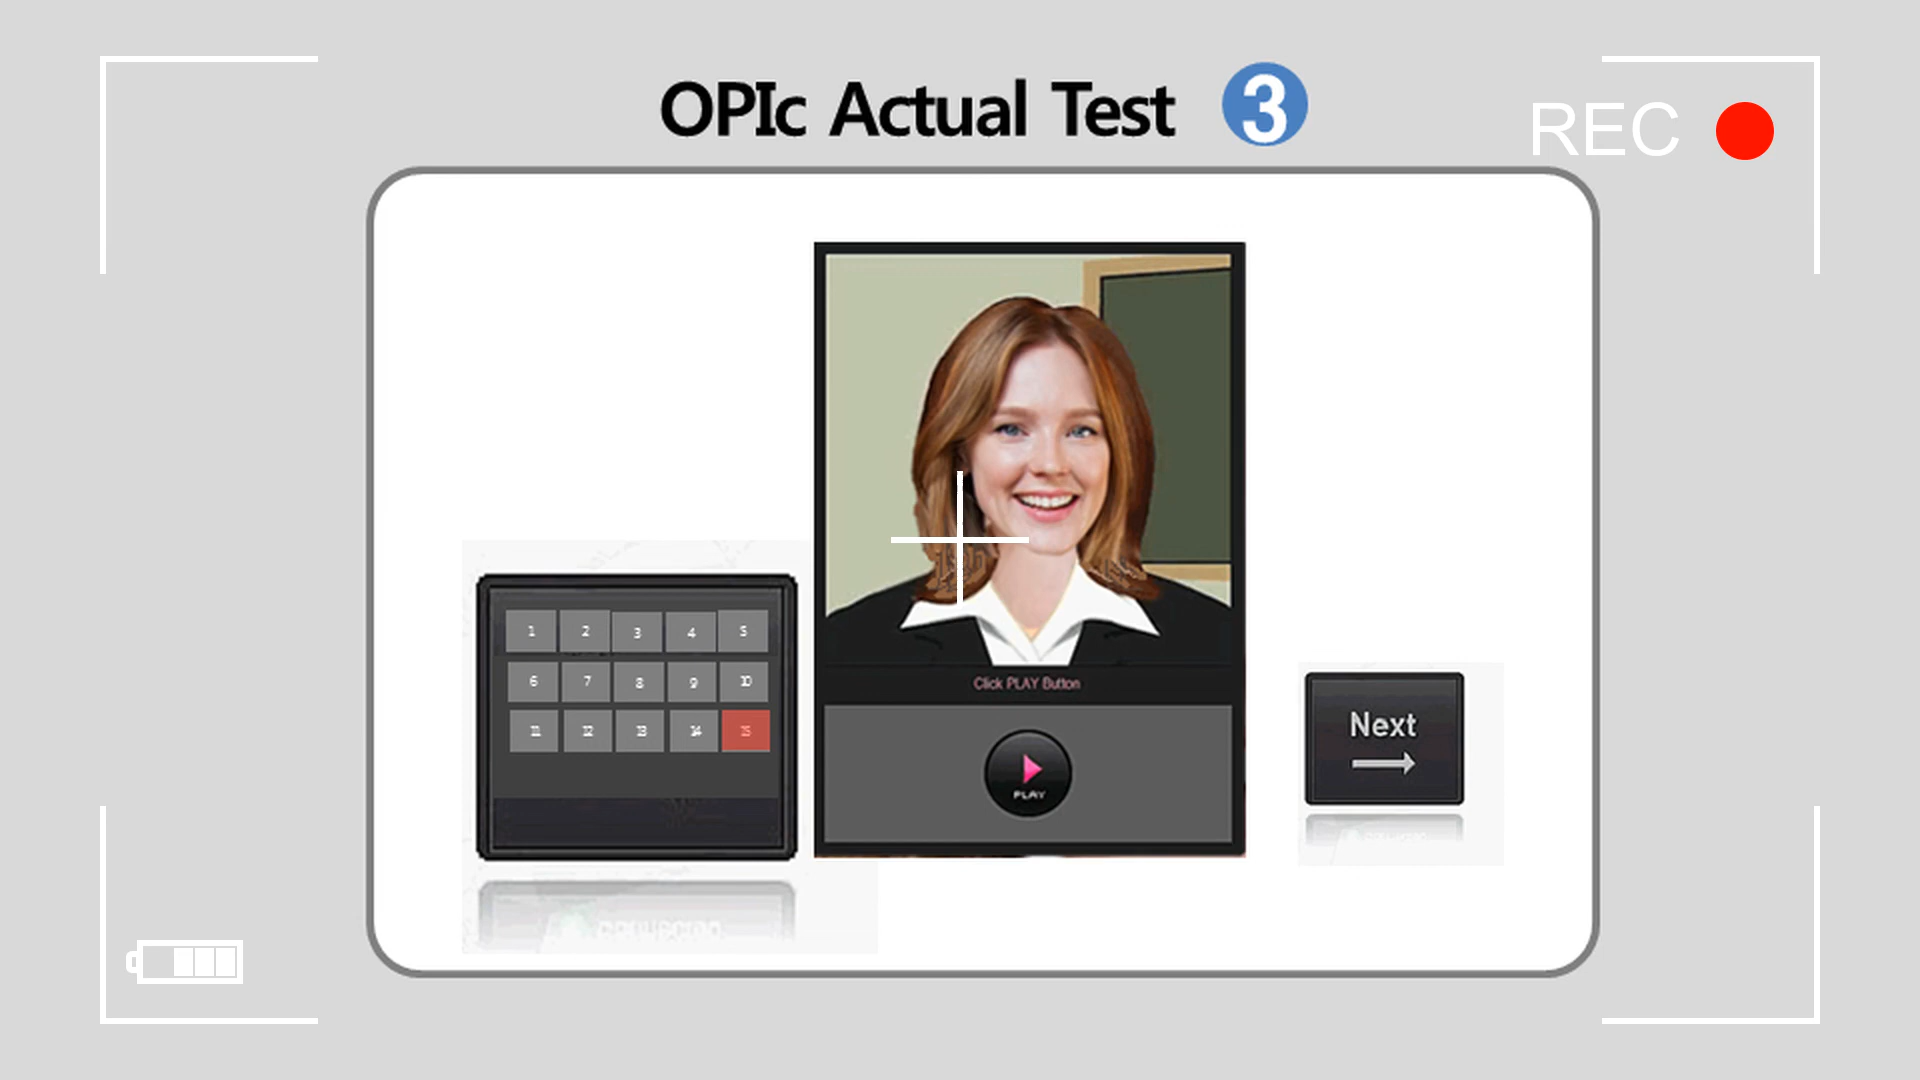 OPIc Actual Test 3
REC
1 2 3 4 5
6 7 8 9 10
11 12 13 14 15
Click PLAY Button
PLAY
Next